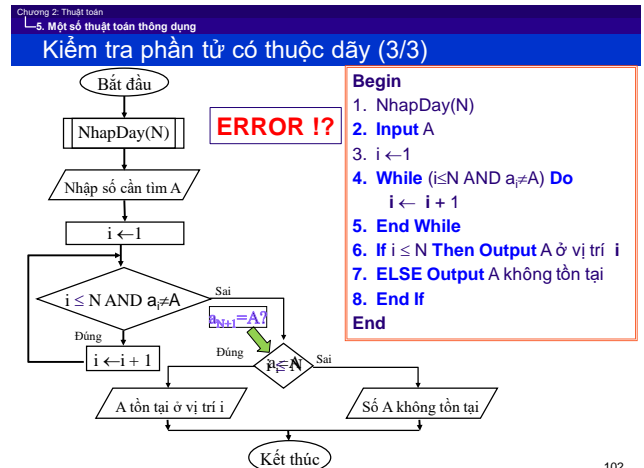 Chương 2: Thuật toán
5. Một số thuật toán thông dụng
Kiểm tra phần tử có thuộc dãy (3/3)
Bắt đầu
NhapDay(N)
Nhập số cần tìm A
i ←1
i ≤ N AND aᵢ≠A
Sai
Đúng
i ←i + 1
aN+1=A?
Đúng
Sai
A tồn tại ở vị trí i
Số A không tồn tại
Kết thúc
ERROR !?
Begin
1. NhapDay(N)
2. Input A
3. i ←1
4. While (i≤N AND aᵢ≠A) Do
i ← i + 1
5. End While
6. If i ≤ N Then Output A ở vị trí i
7. ELSE Output A không tồn tại
8. End If
End
102